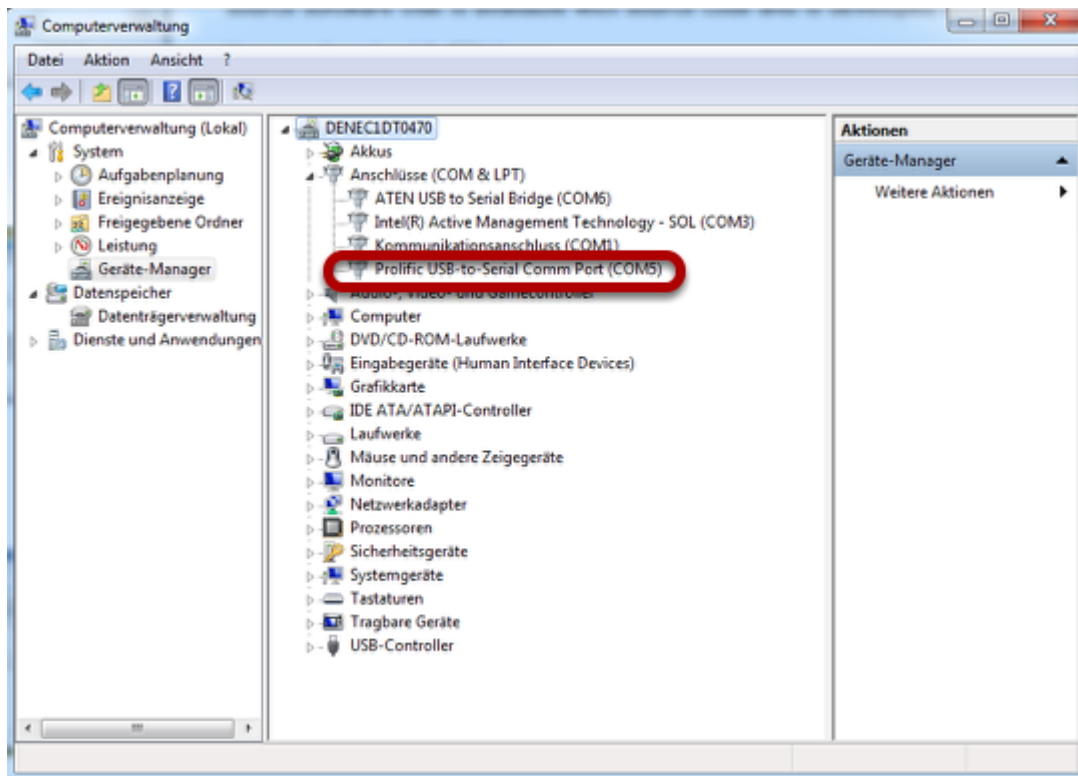 Computerverwaltung
Datei Aktion Ansicht ?
Computerverwaltung (Lokal)
System
Aufgabenplanung
Ereignisanzeige
Freigegebene Ordner
Leistung
Geräte-Manager
Datenspeicher
Datenträgerverwaltung
Dienste und Anwendungen
DENEC1DT0470
Akkus
Anschlüsse (COM & LPT)
ATEN USB to Serial Bridge (COM6)
Intel(R) Active Management Technology - SOL (COM3)
Kommunikationsanschluss (COM1)
Prolific USB-to-Serial Comm Port (COM5)
Audio-, Video- und Gamecontroller
Computer
DVD/CD-ROM-Laufwerke
Eingabegeräte (Human Interface Devices)
Grafikkarte
IDE ATA/ATAPI-Controller
Laufwerke
Mäuse und andere Zeigegeräte
Monitore
Netzwerkadapter
Prozessoren
Sicherheitsgeräte
Systemgeräte
Tastaturen
Tragbare Geräte
USB-Controller
Aktionen
Geräte-Manager
Weitere Aktionen